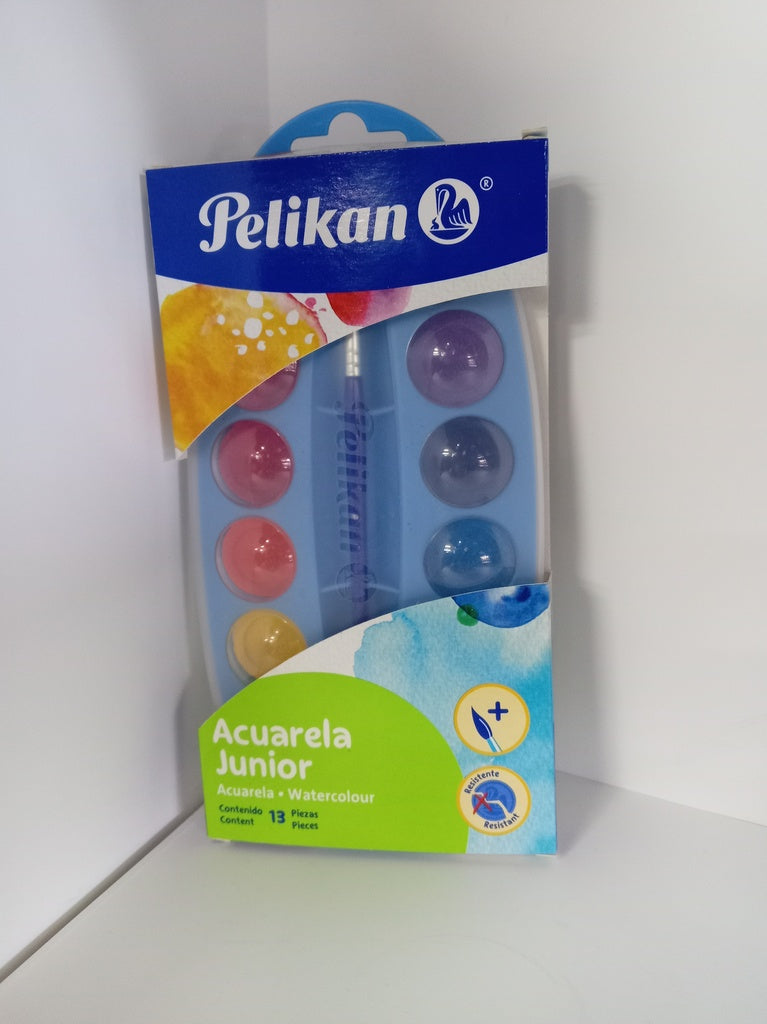 Pelikan ®
Pelikan
Acuarela
Junior
Acuarela • Watercolour
Contenido 13 Piezas
Content Pieces
Resistente
Resistant